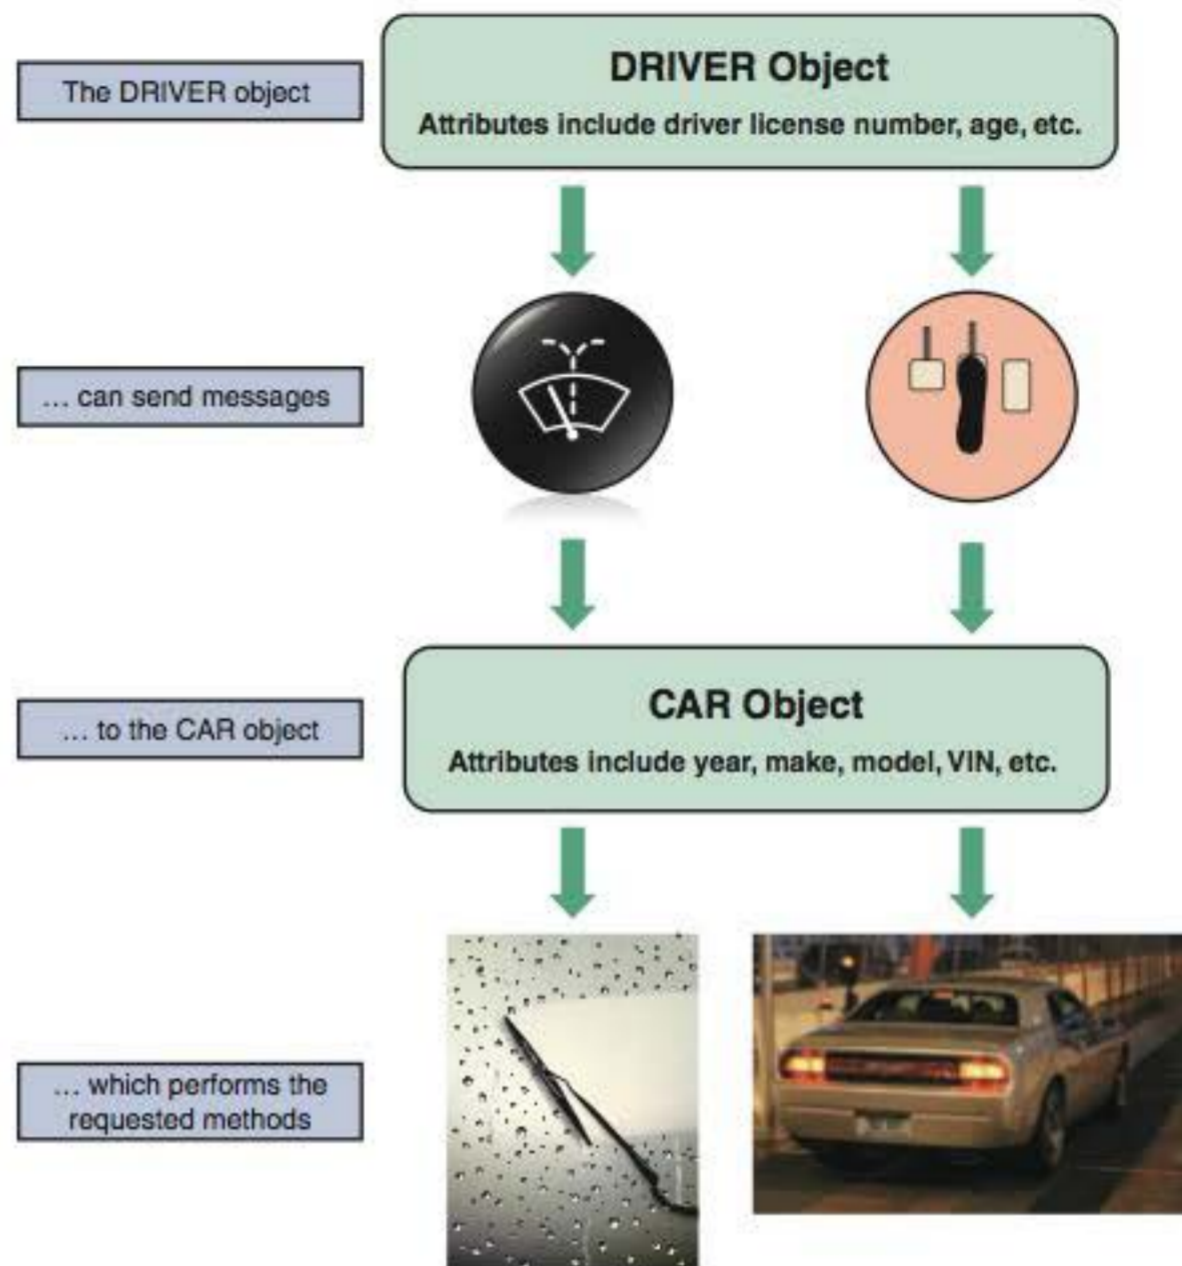 The DRIVER object
DRIVER Object
Attributes include driver license number, age, etc.
... can send messages
... to the CAR object
CAR Object
Attributes include year, make, model, VIN, etc.
... which performs the
requested methods